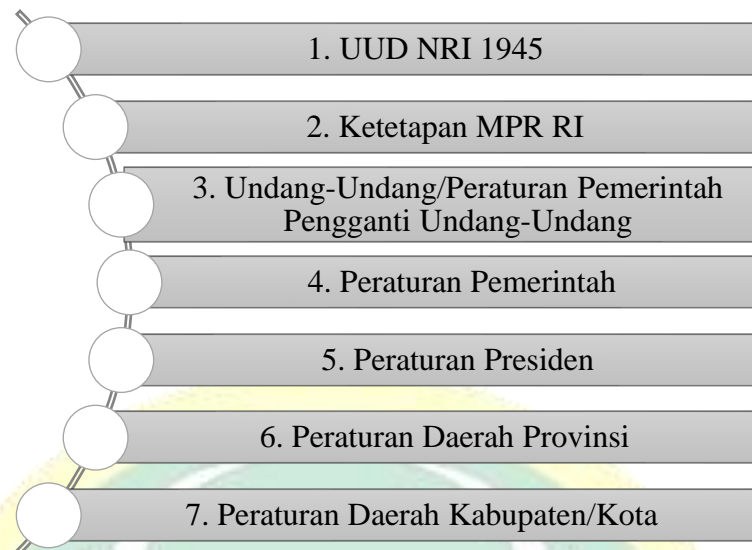 1. UUD NRI 1945
2. Ketetapan MPR RI
3. Undang-Undang/Peraturan Pemerintah
Pengganti Undang-Undang
4. Peraturan Pemerintah
5. Peraturan Presiden
6. Peraturan Daerah Provinsi
7. Peraturan Daerah Kabupaten/Kota